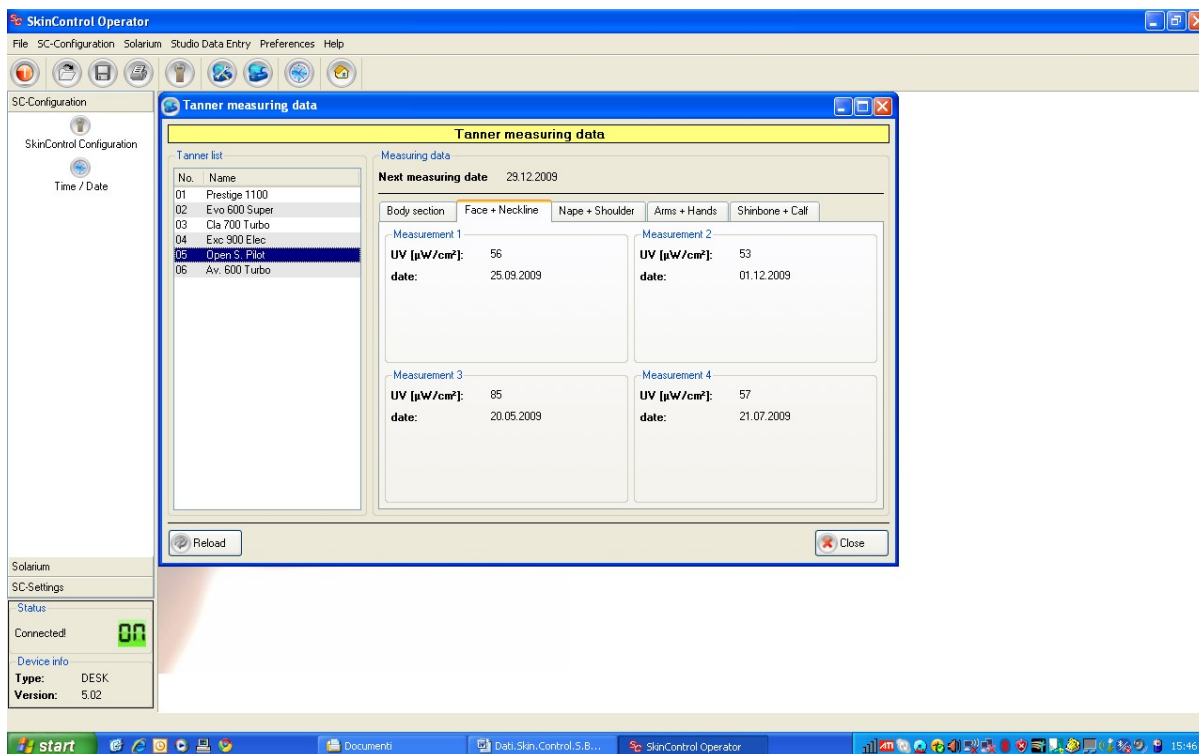 SC SkinControl Operator
File SC-Configuration Solarium Studio Data Entry Preferences Help
SC-Configuration
SkinControl Configuration
Time / Date
Tanner measuring data
Tanner measuring data
Tanner list
No. Name
01 Prestige 1100
02 Evo 600 Super
03 Cla 700 Turbo
04 Exc 900 Elec
05 Open S. Pilot
06 Av. 600 Turbo
Measuring data
Next measuring date 29.12.2009
Body section Face + Neckline Nape + Shoulder Arms + Hands Shinbone + Calf
Measurement 1
UV [µW/cm²]: 56
date: 25.09.2009
Measurement 2
UV [µW/cm²]: 53
date: 01.12.2009
Measurement 3
UV [µW/cm²]: 85
date: 20.05.2009
Measurement 4
UV [µW/cm²]: 57
date: 21.07.2009
Reload Close
Solarium
SC-Settings
Status
Connected! ON
Device info
Type: DESK
Version: 5.02
start Documenti Dati.Skin.Control.S.B... SC SkinControl Operator 15:46